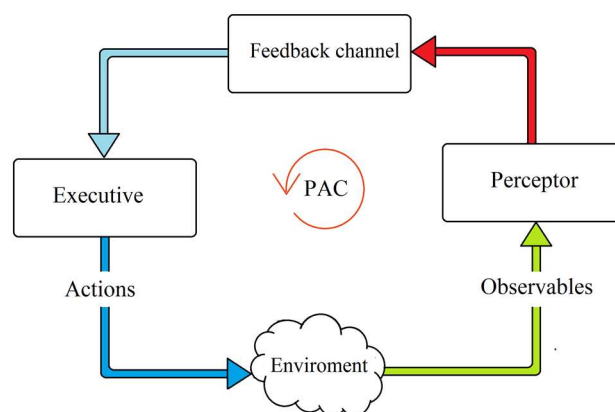 Feedback channel
Executive
PAC
Perceptor
Actions
Observables
Enviroment